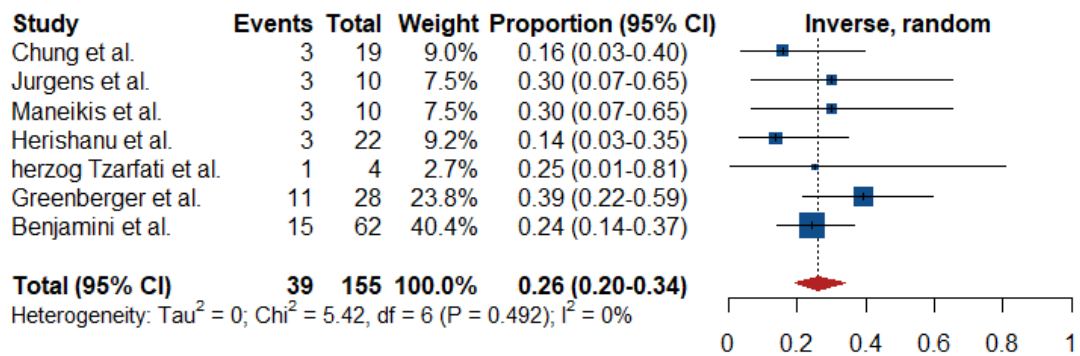 Study Events Total Weight Proportion (95% CI) Inverse, random
Chung et al. 3 19 9.0% 0.16 (0.03-0.40)
Jurgens et al. 3 10 7.5% 0.30 (0.07-0.65)
Maneikis et al. 3 10 7.5% 0.30 (0.07-0.65)
Herishanu et al. 3 22 9.2% 0.14 (0.03-0.35)
herzog Tzarfati et al. 1 4 2.7% 0.25 (0.01-0.81)
Greenberger et al. 11 28 23.8% 0.39 (0.22-0.59)
Benjamini et al. 15 62 40.4% 0.24 (0.14-0.37)
Total (95% CI) 39 155 100.0% 0.26 (0.20-0.34)
Heterogeneity: Tau² = 0; Chi² = 5.42, df = 6 (P = 0.492); I² = 0%
0 0.2 0.4 0.6 0.8 1